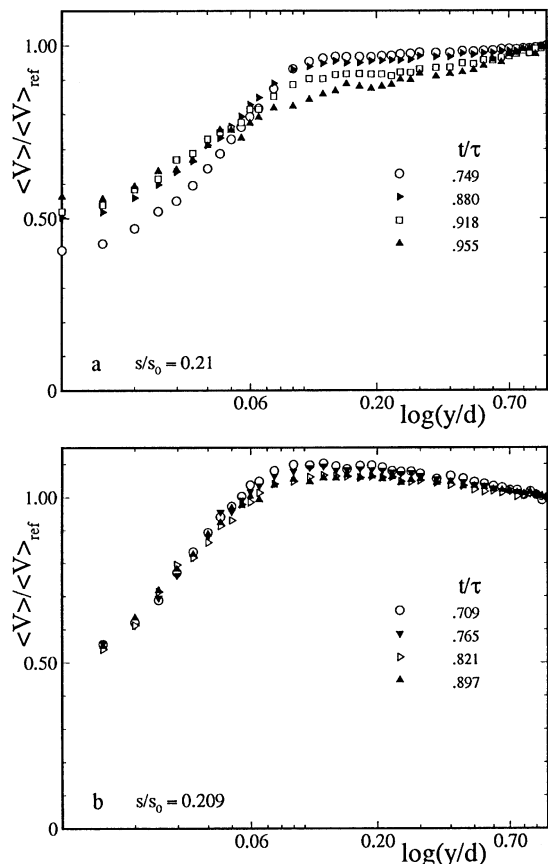 <V>/<V>ref
1.00
0.50
0
t/τ
.749
.880
.918
.955
a s/s0 = 0.21
0.06 0.20 0.70
log(y/d)
<V>/<V>ref
1.00
0.50
0
t/τ
.709
.765
.821
.897
b s/s0 = 0.209
0.06 0.20 0.70
log(y/d)